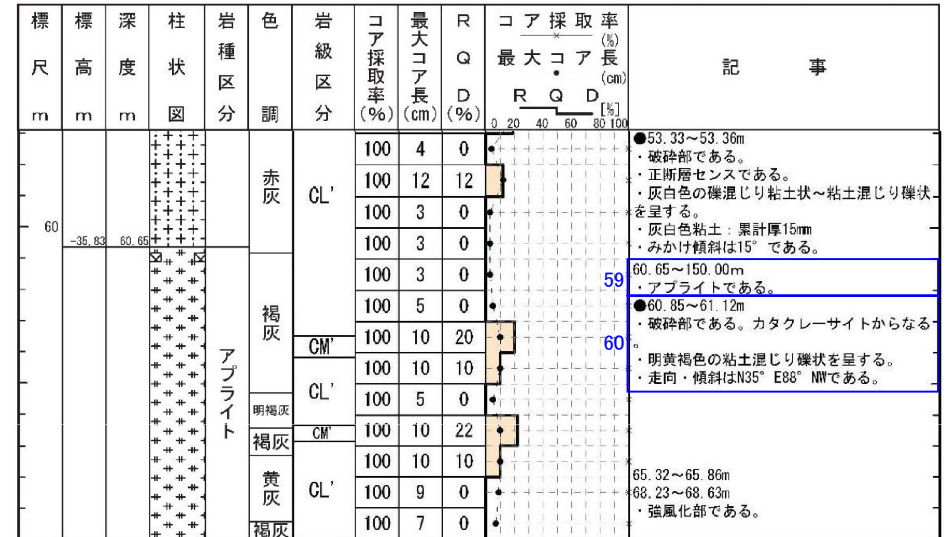 標尺m 標高m 深度m 柱状図 岩種区分 色調 岩級区分 コア採取率(%) 最大コア長(cm) RQD(%) コア採取率(%) 最大コア長(cm) RQD[%] 記事
0 20 40 60 80 100
●53.33~53.36m
・破砕部である。
・正断層センスである。
・灰白色の礫混じり粘土状~粘土混じり礫状
を呈する。
・灰白色粘土:累計厚15mm
・みかけ傾斜は15°である。
60
-35.83 60.65
アプライト
赤灰
褐灰
明褐灰
褐灰
黄灰
褐灰
CL'
CM'
CL'
CM'
CL'
100 4 0
100 12 12
100 3 0
100 3 0
100 3 0
100 5 0
100 10 20
100 10 10
100 5 0
100 10 22
100 10 10
100 9 0
100 7 0
59
60.65~150.00m
・アプライトである。
60
●60.85~61.12m
・破砕部である。カタクレーサイトからなる
。
・明黄褐色の粘土混じり礫状を呈する。
・走向・傾斜はN35°E88°NWである。
65.32~65.86m
68.23~68.63m
・強風化部である。